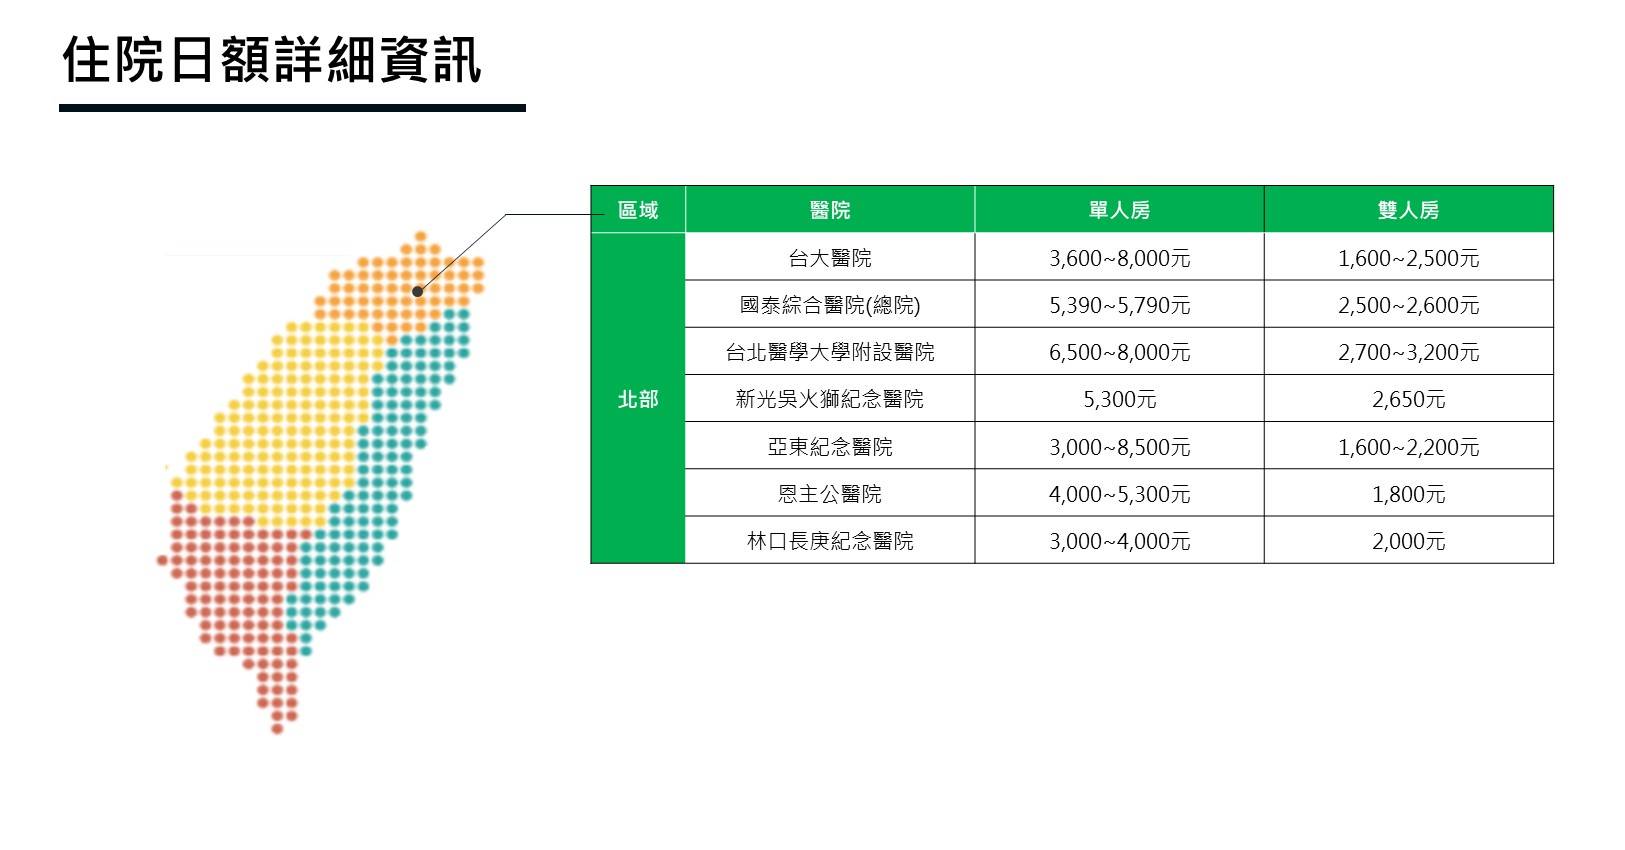 住院日額詳細資訊
區域 醫院 單人房 雙人房
北部
台大醫院 3,600~8,000元 1,600~2,500元
國泰綜合醫院(總院) 5,390~5,790元 2,500~2,600元
台北醫學大學附設醫院 6,500~8,000元 2,700~3,200元
新光吳火獅紀念醫院 5,300元 2,650元
亞東紀念醫院 3,000~8,500元 1,600~2,200元
恩主公醫院 4,000~5,300元 1,800元
林口長庚紀念醫院 3,000~4,000元 2,000元